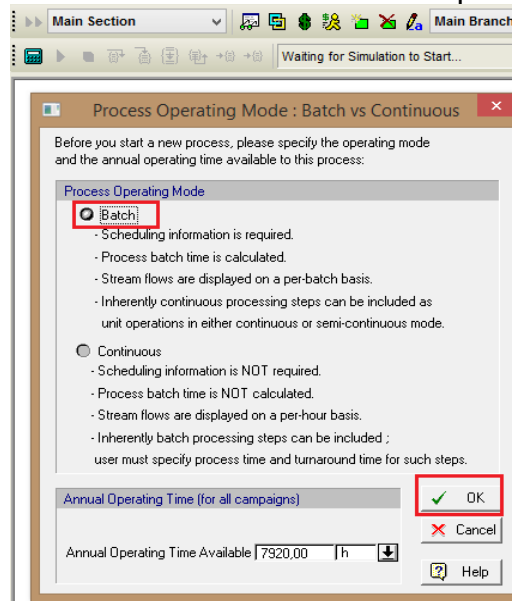 Main Section
Main Branch
Waiting for Simulation to Start...
Process Operating Mode : Batch vs Continuous
Before you start a new process, please specify the operating mode
and the annual operating time available to this process:
Process Operating Mode
Batch
- Scheduling information is required.
- Process batch time is calculated.
- Stream flows are displayed on a per-batch basis.
- Inherently continuous processing steps can be included as
unit operations in either continuous or semi-continuous mode.
Continuous
- Scheduling information is NOT required.
- Process batch time is NOT calculated.
- Stream flows are displayed on a per-hour basis.
- Inherently batch processing steps can be included ;
user must specify process time and turnaround time for such steps.
Annual Operating Time (for all campaigns)
OK
Cancel
Annual Operating Time Available 7920,00 h
Help